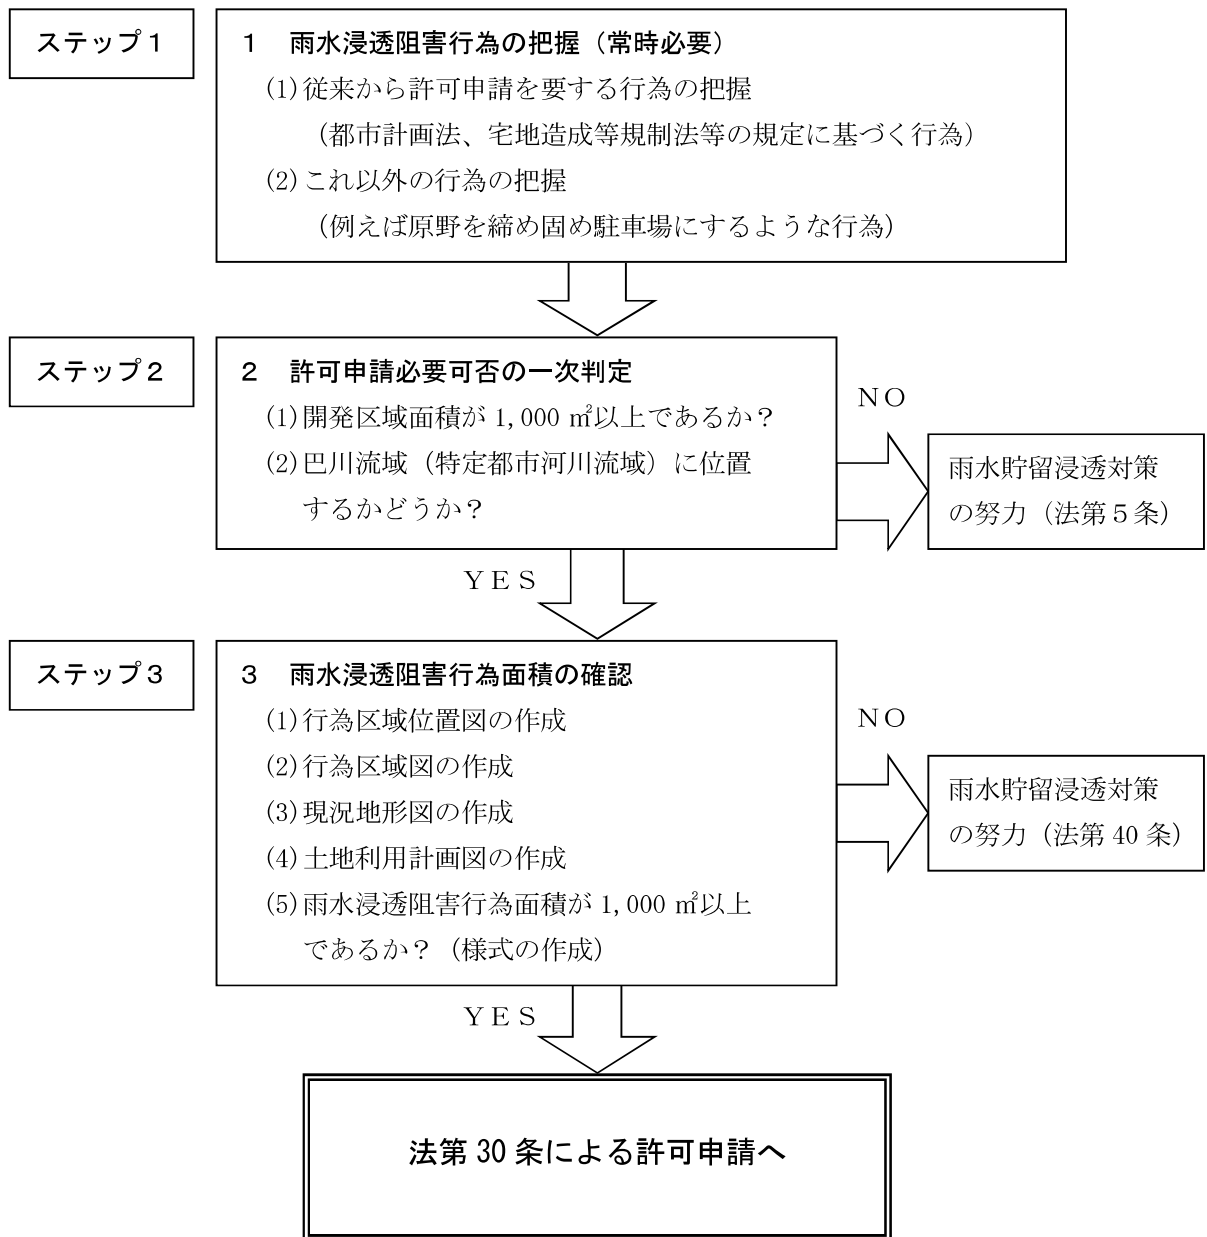 ステップ１
１　雨水浸透阻害行為の把握（常時必要）
(1)従来から許可申請を要する行為の把握
（都市計画法、宅地造成等規制法等の規定に基づく行為）
(2)これ以外の行為の把握
（例えば原野を締め固め駐車場にするような行為）
ステップ２
２　許可申請必要可否の一次判定
(1)開発区域面積が 1,000 ㎡以上であるか？
(2)巴川流域（特定都市河川流域）に位置
するかどうか？
ＮＯ
雨水貯留浸透対策
の努力（法第５条）
ＹＥＳ
ステップ３
３　雨水浸透阻害行為面積の確認
(1)行為区域位置図の作成
(2)行為区域図の作成
(3)現況地形図の作成
(4)土地利用計画図の作成
(5)雨水浸透阻害行為面積が 1,000 ㎡以上
であるか？（様式の作成）
ＮＯ
雨水貯留浸透対策
の努力（法第 40 条）
ＹＥＳ
法第 30 条による許可申請へ